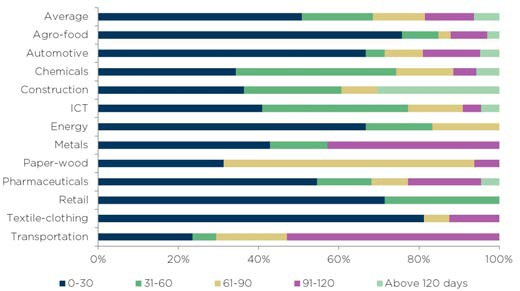 Average
Agro-food
Automotive
Chemicals
Construction
ICT
Energy
Metals
Paper-wood
Pharmaceuticals
Retail
Textile-clothing
Transportation
0% 20% 40% 60% 80% 100%
0-30 31-60 61-90 91-120 Above 120 days